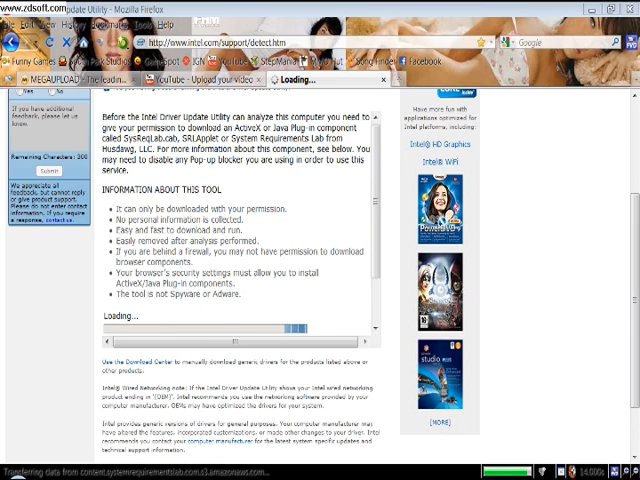 www.zdsoft.com
pdate Utility - Mozilla Firefox
File Edit View History Bookmarks Tools Help
http://www.intel.com/support/detect.htm
Google
Funny Games
South Park Studios
GameSpot
IGN
YouTube
StepMania
Facebook
MEGAUPLOAD - The leadin...
YouTube - Upload your video
Loading...
Yes No
If you have additional
feedback, please let us
know.
Remaining Characters: 300
Submit
We appreciate all
feedback, but cannot reply
or give product support.
Please do not enter contact
information. If you require
a response, contact us.
Before the Intel Driver Update Utility can analyze this computer you need to
give your permission to download an ActiveX or Java Plug-in component
called SysReqLab.cab, SRLApplet or System Requirements Lab from
Husdawg, LLC. For more information about this component, see below. You
may need to disable any Pop-up blocker you are using in order to use this
service.
INFORMATION ABOUT THIS TOOL
It can only be downloaded with your permission.
No personal information is collected.
Easy and fast to download and run.
Easily removed after analysis performed.
If you are behind a firewall, you may not have permission to download
browser components.
Your browser's security settings must allow you to install
ActiveX/Java Plug-in components.
The tool is not Spyware or Adware.
Loading...
Use the Download Center to manually download generic drivers for the products listed above or
other products.
Intel® Wired Networking note: If the Intel Driver Update Utility shows your Intel wired networking
product ending in "(OEM)", Intel recommends you use the networking software provided by your
computer manufacturer. OEMs may have optimized the drivers for your system.
Intel provides generic versions of drivers for general purposes. Your computer manufacturer may
have altered the features, incorporated customizations, or made other changes to your driver. Intel
recommends you contact your computer manufacturer for the latest system specific updates and
technical support information.
Have more fun with
applications optimized for
Intel platforms, including:
Intel® HD Graphics
Intel® WiFi
PowerDVD
studio
[MORE]
Transferring data from content.systemrequirementslab.com.s3.amazonaws.com...